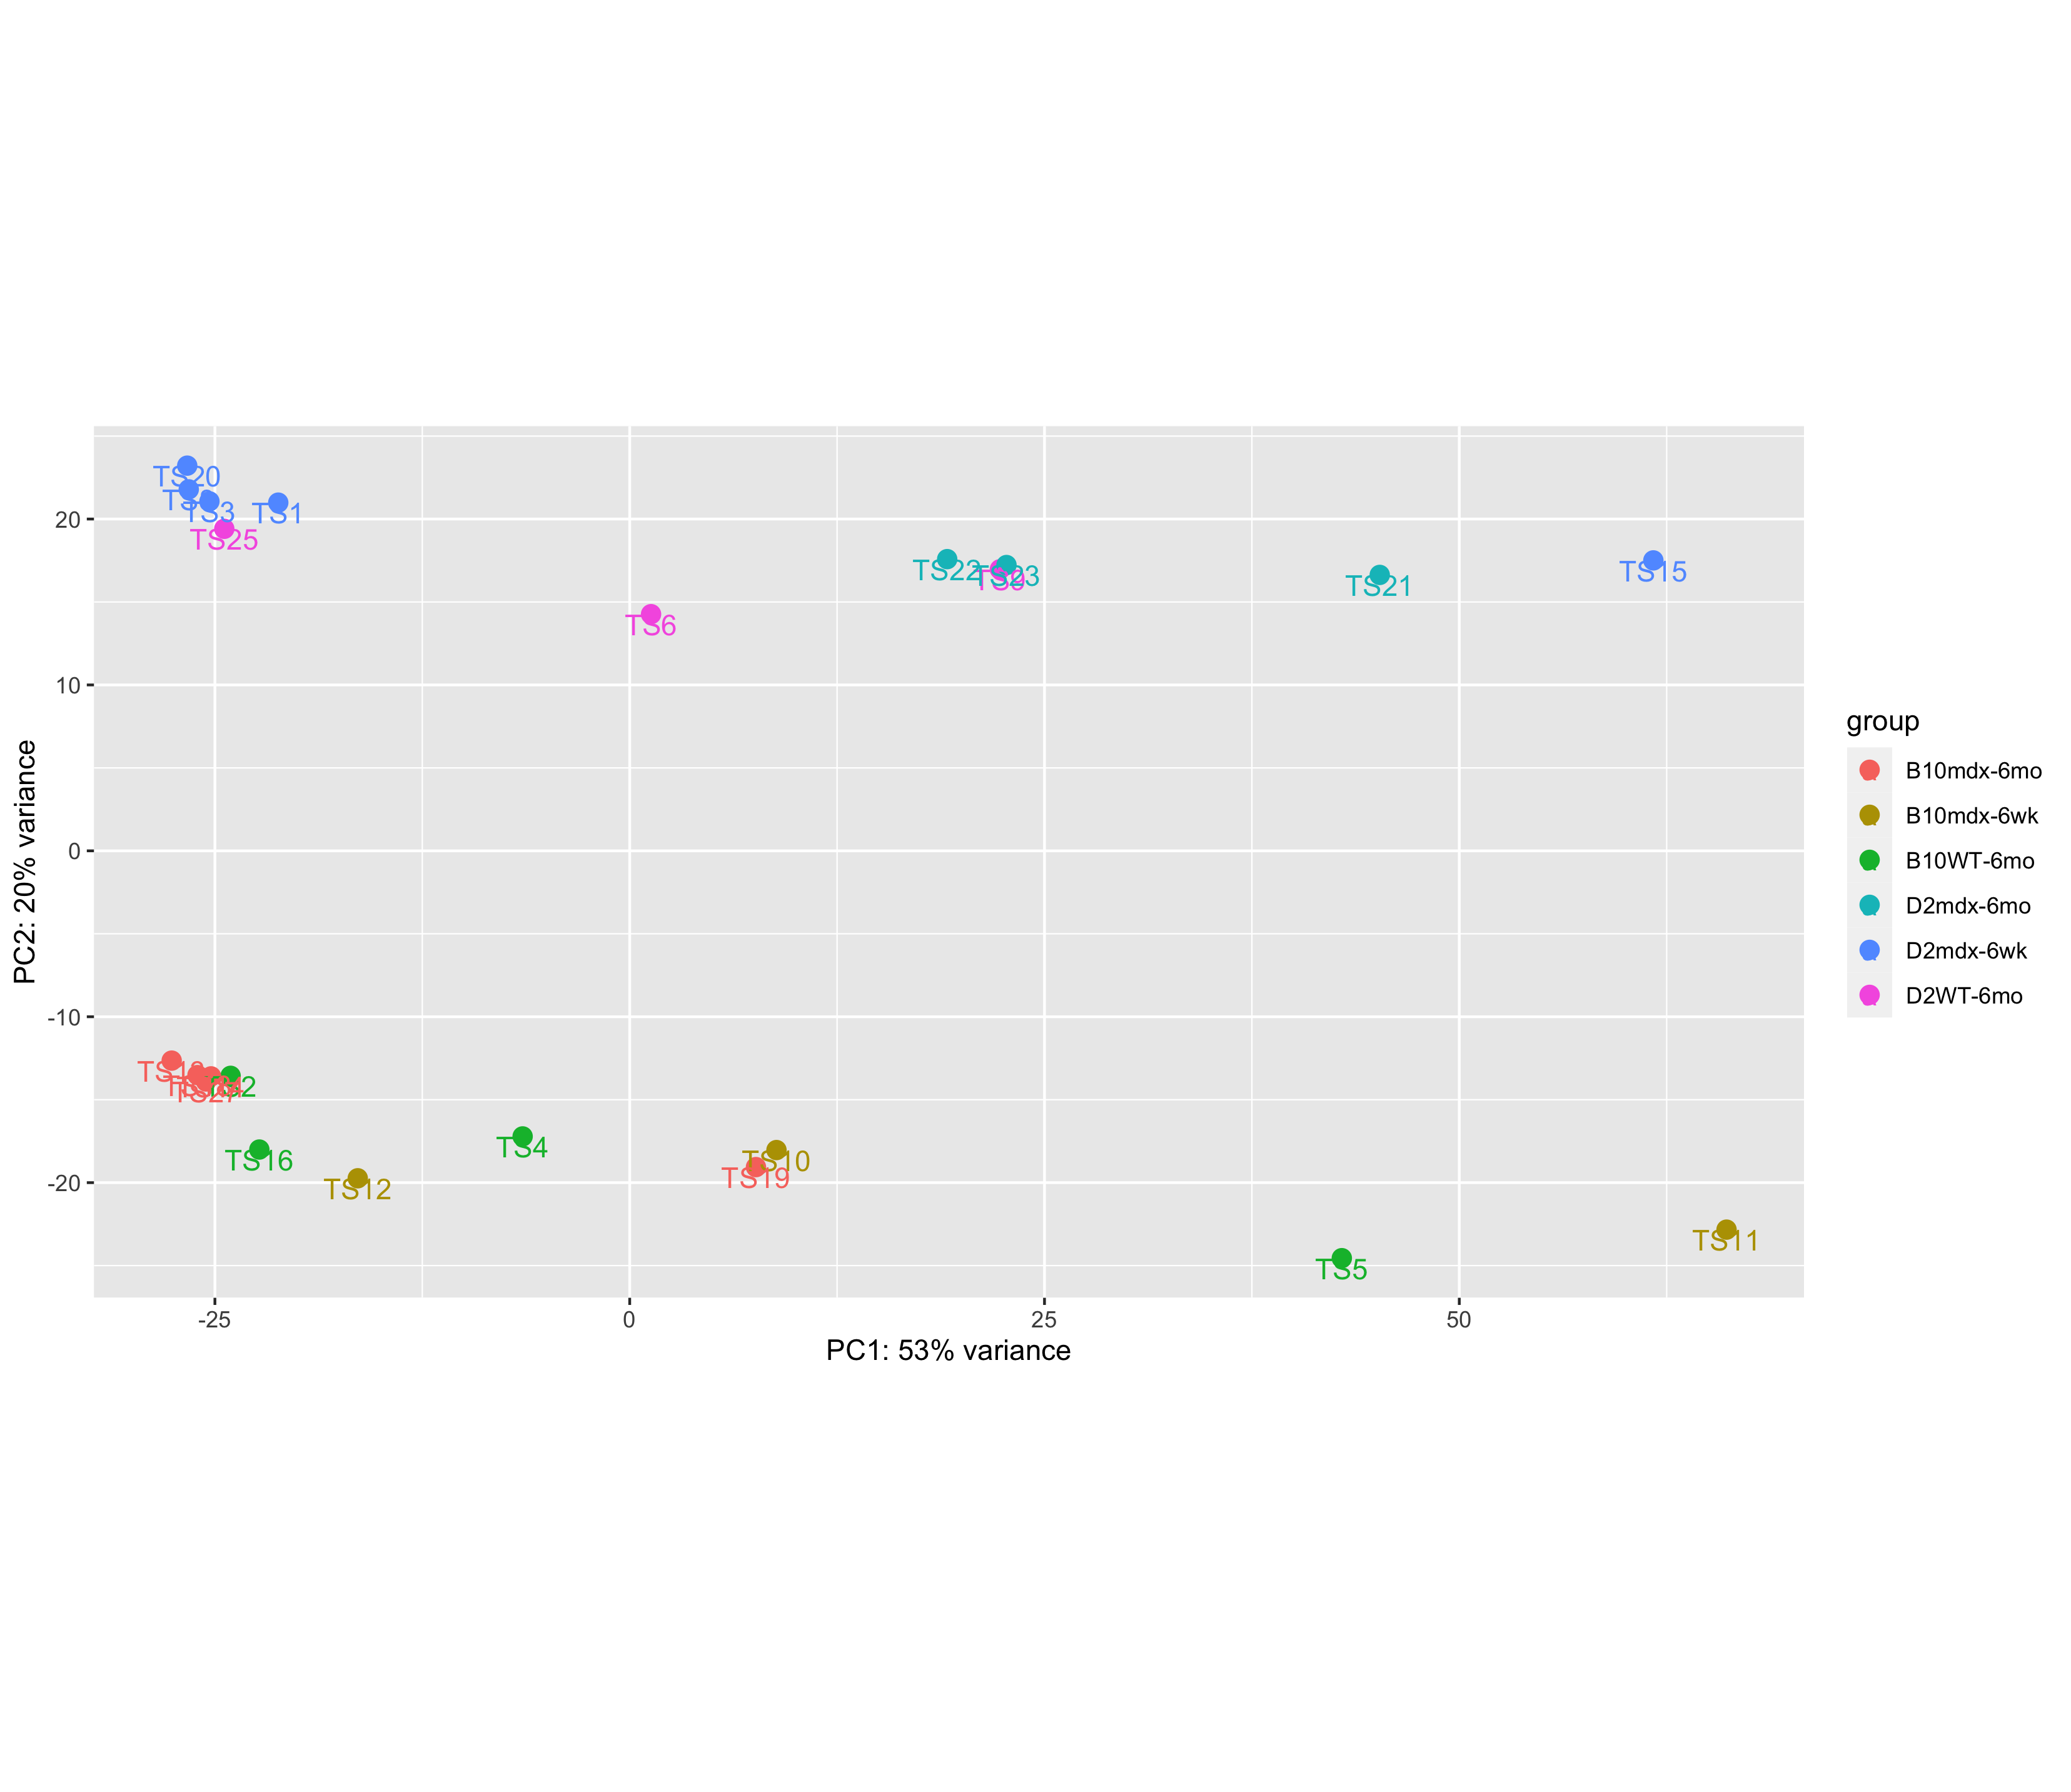 TS20
TS3
TS1
TS25
TS22
TS23
TS21
TS15
TS6
TS16
TS4
TS12
TS10
TS19
TS5
TS11
20
10
0
-10
-20
-25
0
25
50
PC1: 53% variance
PC2: 20% variance
group
B10mdx-6mo
B10mdx-6wk
B10WT-6mo
D2mdx-6mo
D2mdx-6wk
D2WT-6mo